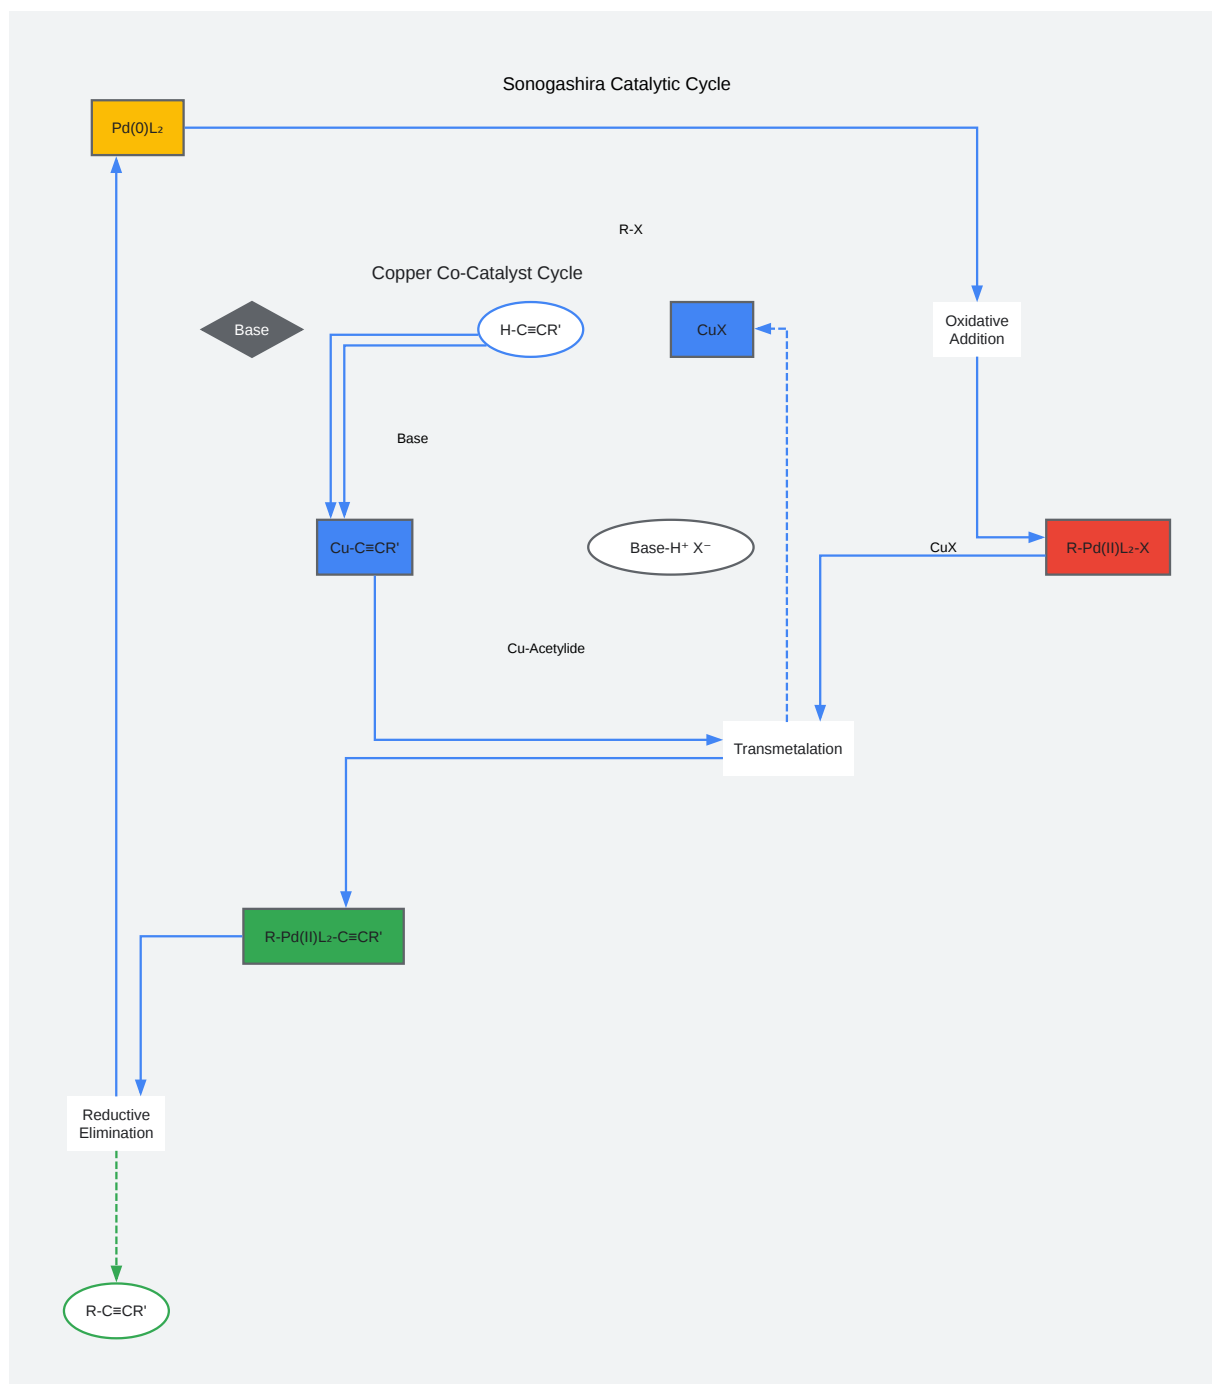 Sonogashira Catalytic Cycle
Pd(0)L₂
R-X
Copper Co-Catalyst Cycle
Base
H-C≡CR'
CuX
Oxidative
Addition
Base
Cu-C≡CR'
Base-H⁺ X⁻
CuX
R-Pd(II)L₂-X
Cu-Acetylide
Transmetalation
R-Pd(II)L₂-C≡CR'
Reductive
Elimination
R-C≡CR'